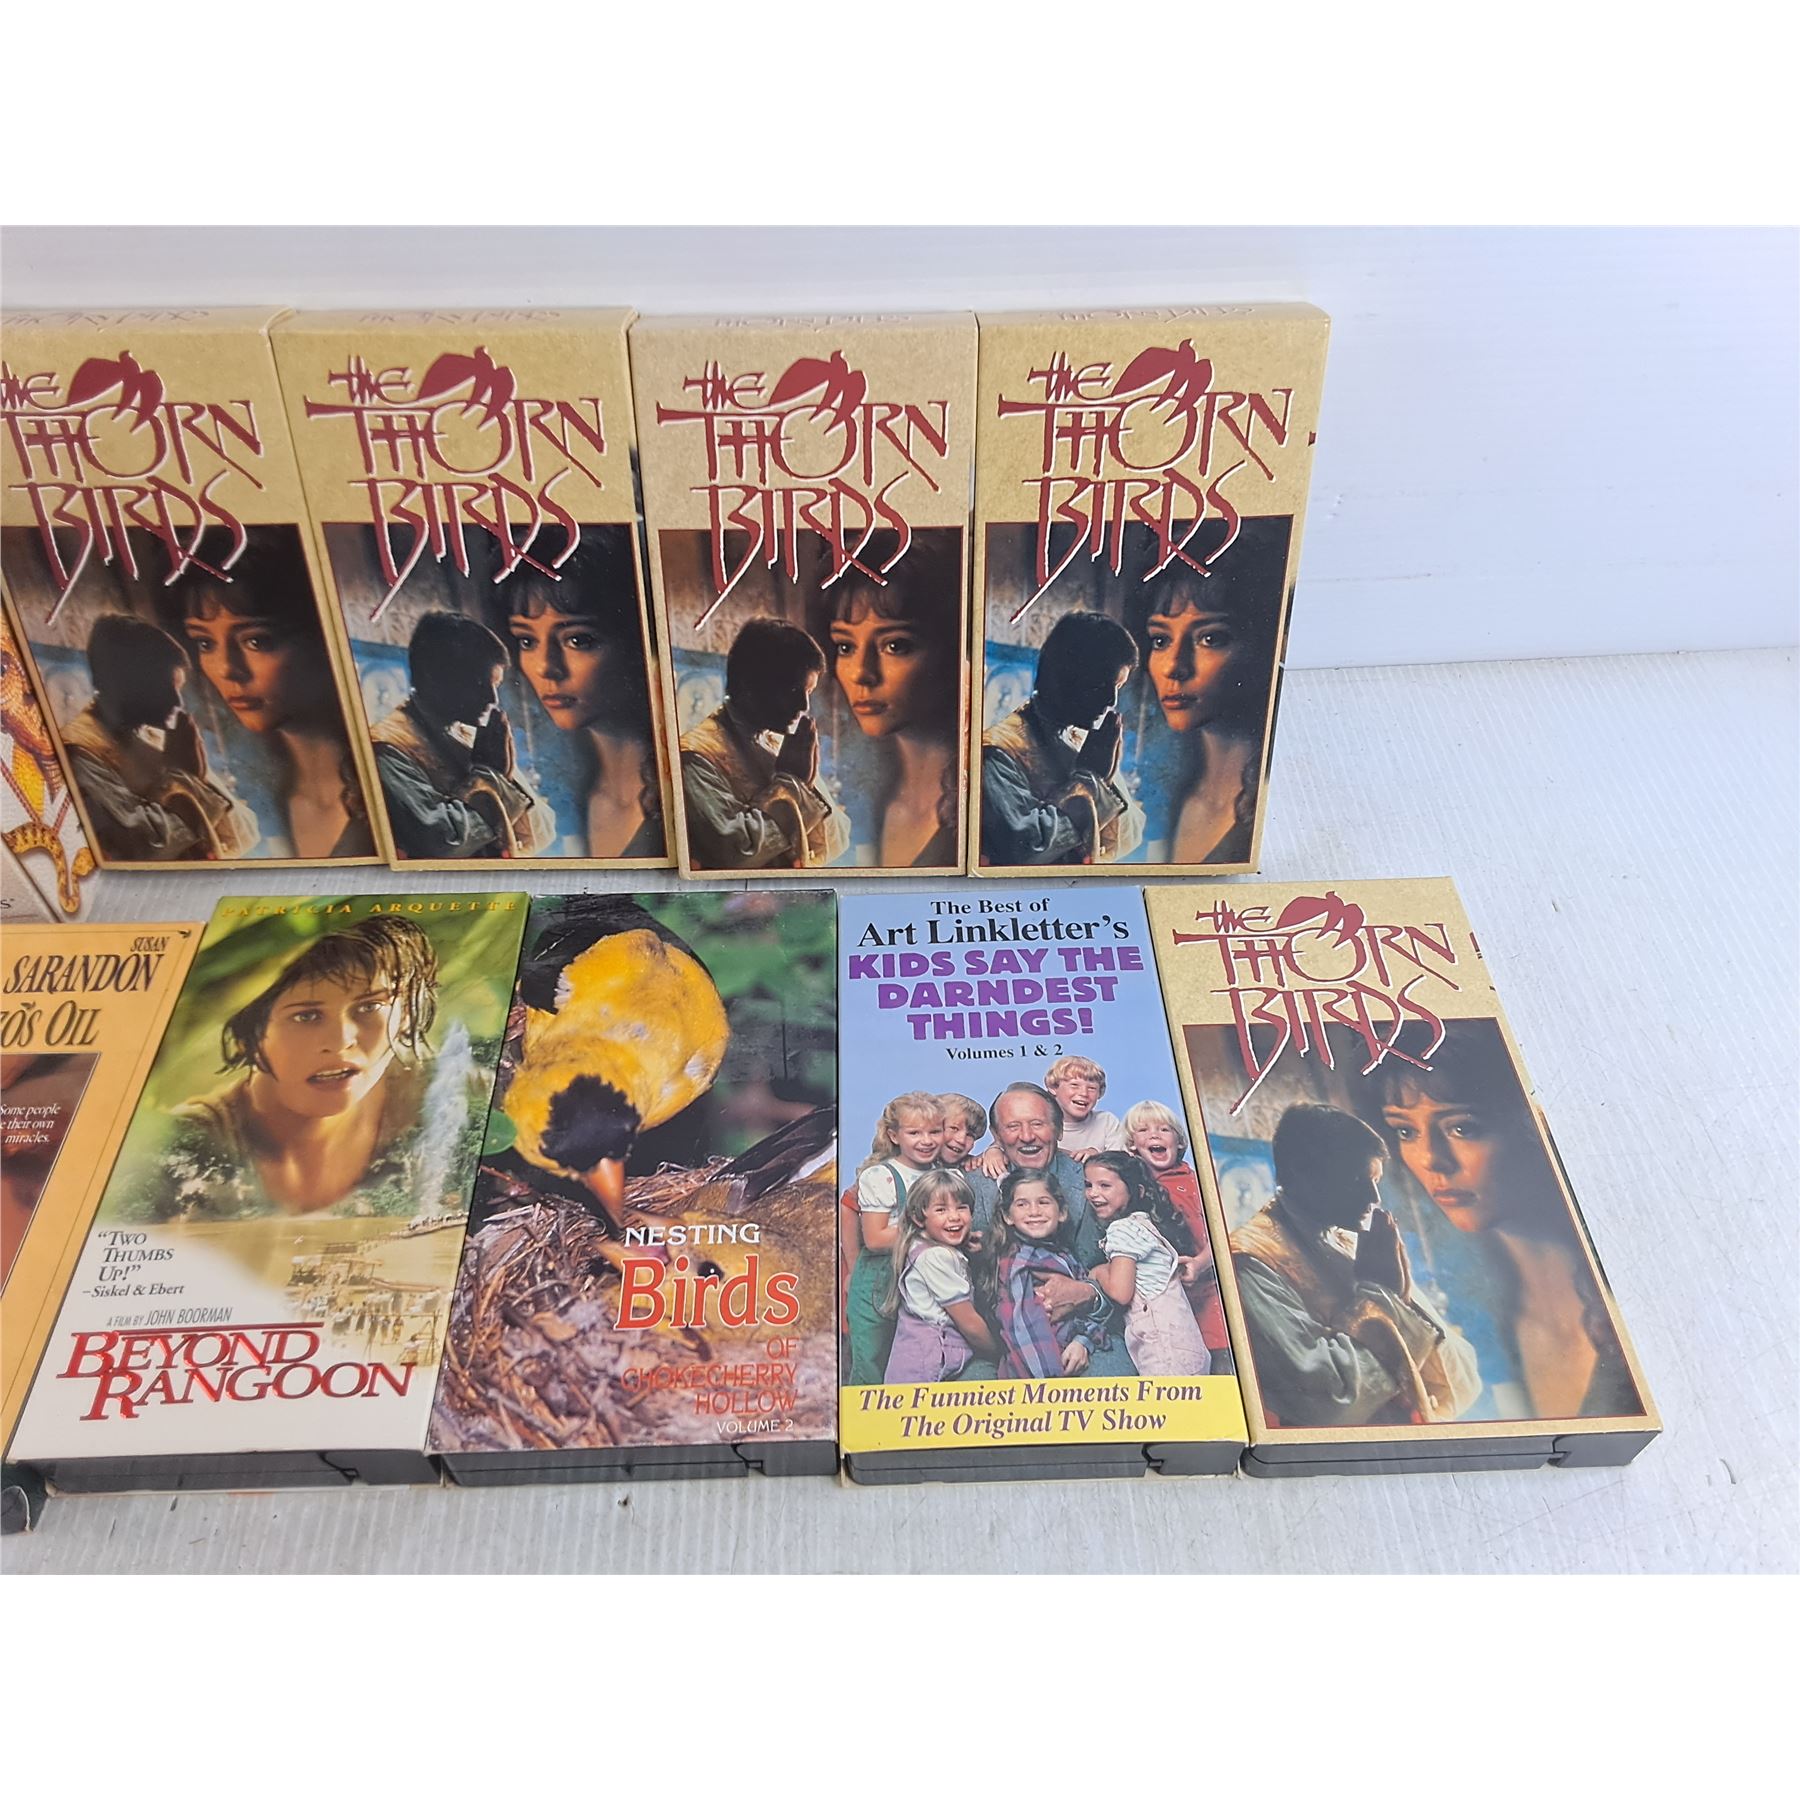 the
THORN
BIRDS
the
THORN
BIRDS
the
THORN
BIRDS
the
THORN
BIRDS
SUSAN
SARANDON
OIL
Some people
their own
miracles.
PATRICIA ARQUETTE
"TWO
THUMBS
UP!"
-Siskel & Ebert
A FILM BY JOHN BOORMAN
BEYOND
RANGOON
NESTING
Birds
OF
CHOKECHERRY
HOLLOW
VOLUME 2
The Best of
Art Linkletter's
KIDS SAY THE
DARNDEST
THINGS!
Volumes 1 & 2
The Funniest Moments From
The Original TV Show
the
THORN
BIRDS